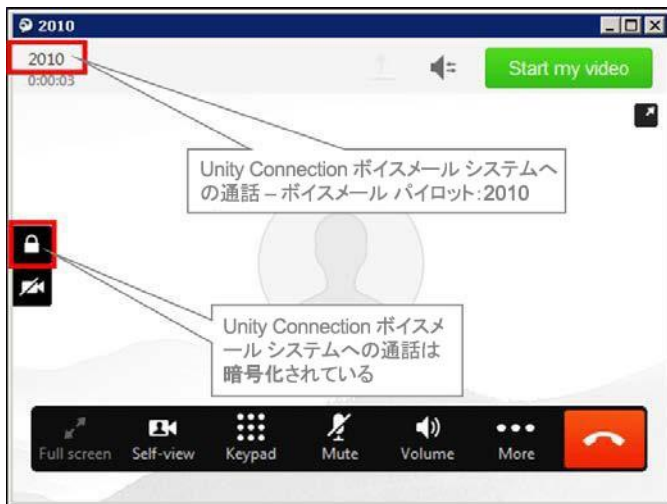 2010
2010
0:00:03
Start my video
Unity Connection ボイスメール システムへ
の通話 – ボイスメール パイロット：2010
Unity Connection ボイスメ
ール システムへの通話は
暗号化されている
Full screen
Self-view
Keypad
Mute
Volume
More